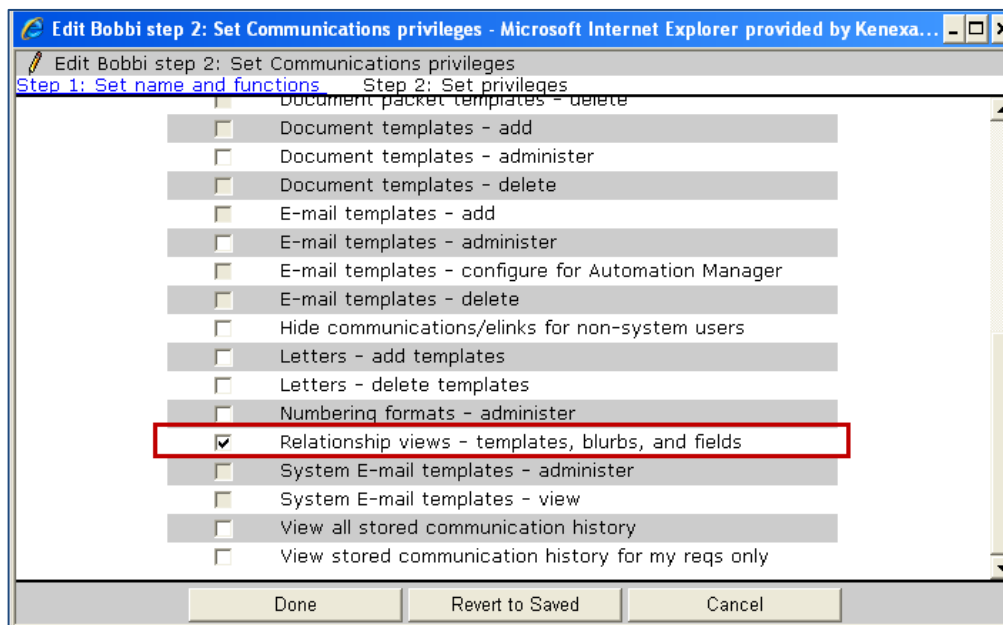 Edit Bobbi step 2: Set Communications privileges - Microsoft Internet Explorer provided by Kenexa...
Edit Bobbi step 2: Set Communications privileges
Step 1: Set name and functions Step 2: Set privileges
Document packet templates - delete
Document templates - add
Document templates - administer
Document templates - delete
E-mail templates - add
E-mail templates - administer
E-mail templates - configure for Automation Manager
E-mail templates - delete
Hide communications/elinks for non-system users
Letters - add templates
Letters - delete templates
Numbering formats - administer
Relationship views - templates, blurbs, and fields
System E-mail templates - administer
System E-mail templates - view
View all stored communication history
View stored communication history for my reqs only
Done Revert to Saved Cancel